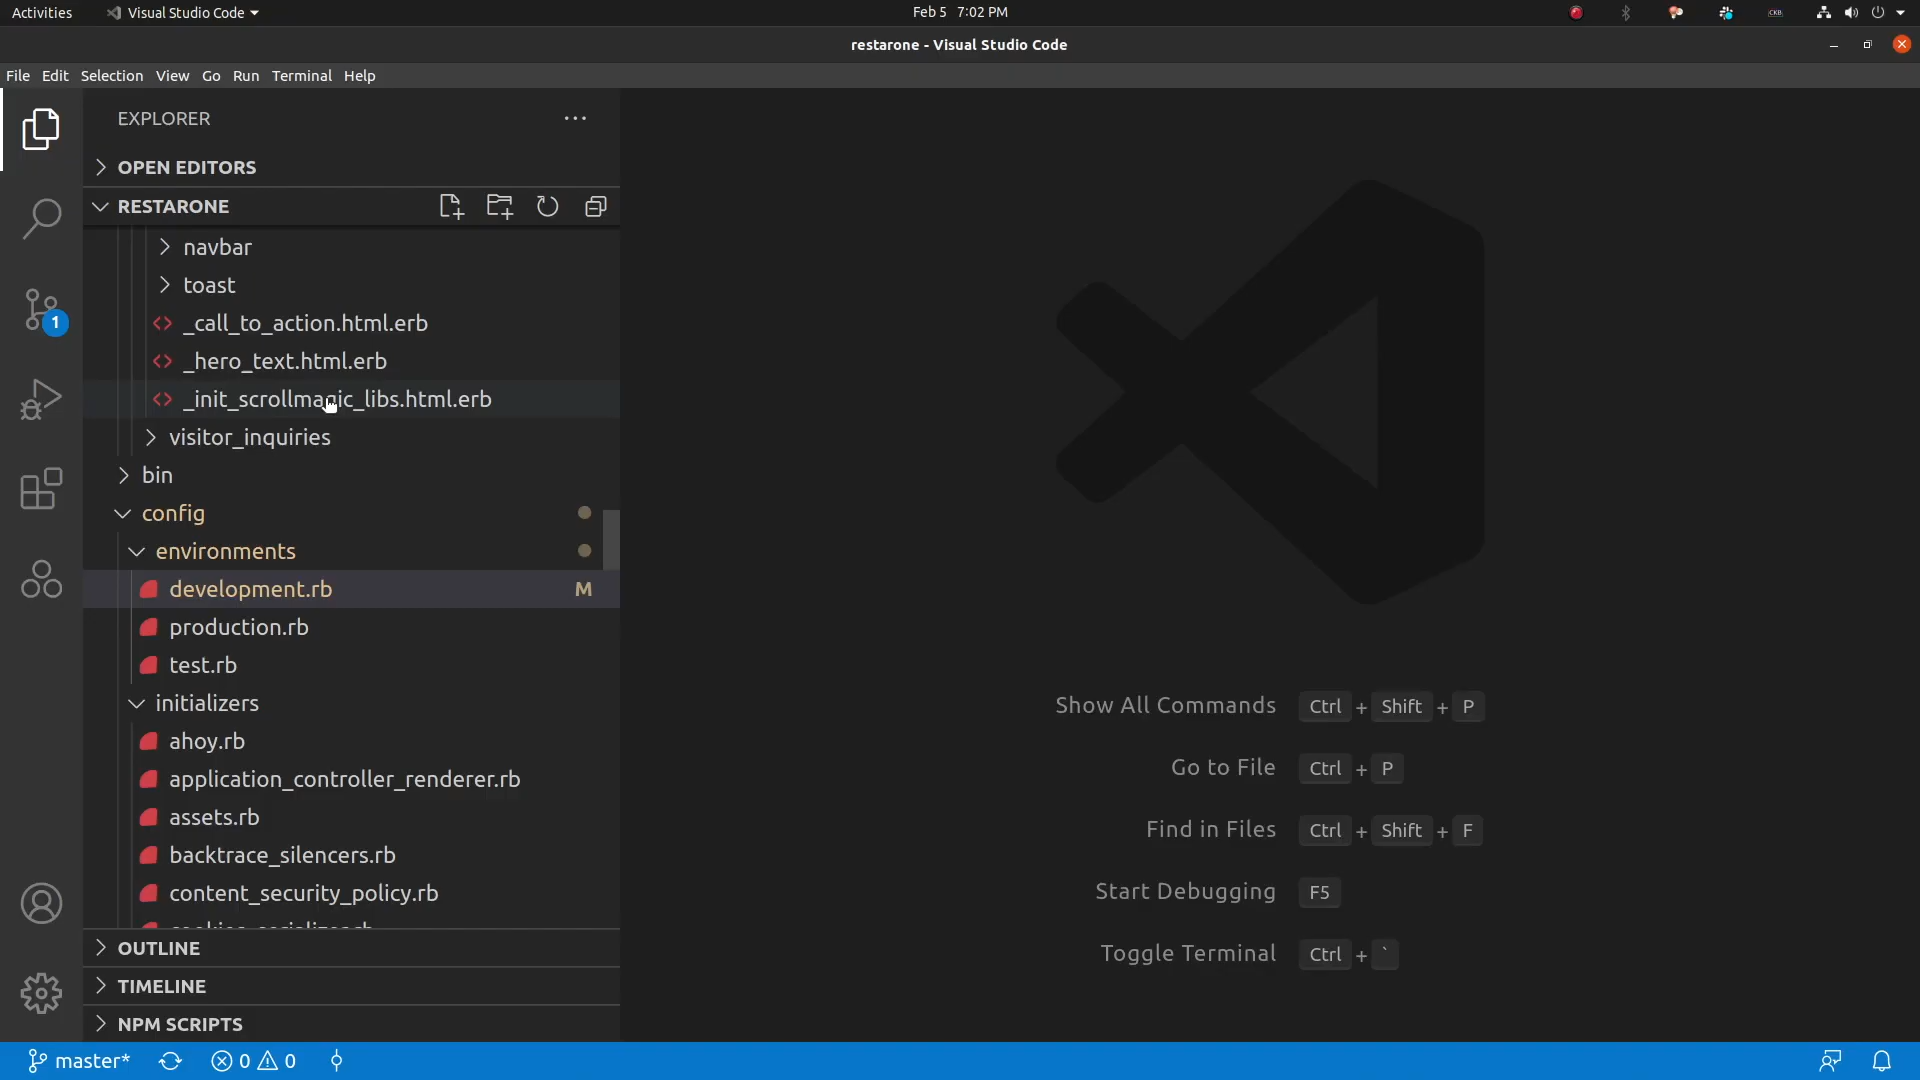 Activities
Visual Studio Code
Feb 5 7:02 PM
CKB
restarone - Visual Studio Code
File Edit Selection View Go Run Terminal Help
EXPLORER
OPEN EDITORS
RESTARONE
navbar
toast
<> _call_to_action.html.erb
<> _hero_text.html.erb
<> _init_scrollmagic_libs.html.erb
1
visitor_inquiries
bin
config
environments
development.rb M
production.rb
test.rb
initializers
ahoy.rb
application_controller_renderer.rb
assets.rb
backtrace_silencers.rb
content_security_policy.rb
OUTLINE
TIMELINE
NPM SCRIPTS
Show All Commands Ctrl + Shift + P
Go to File Ctrl + P
Find in Files Ctrl + Shift + F
Start Debugging F5
Toggle Terminal Ctrl + `
master* 0 0